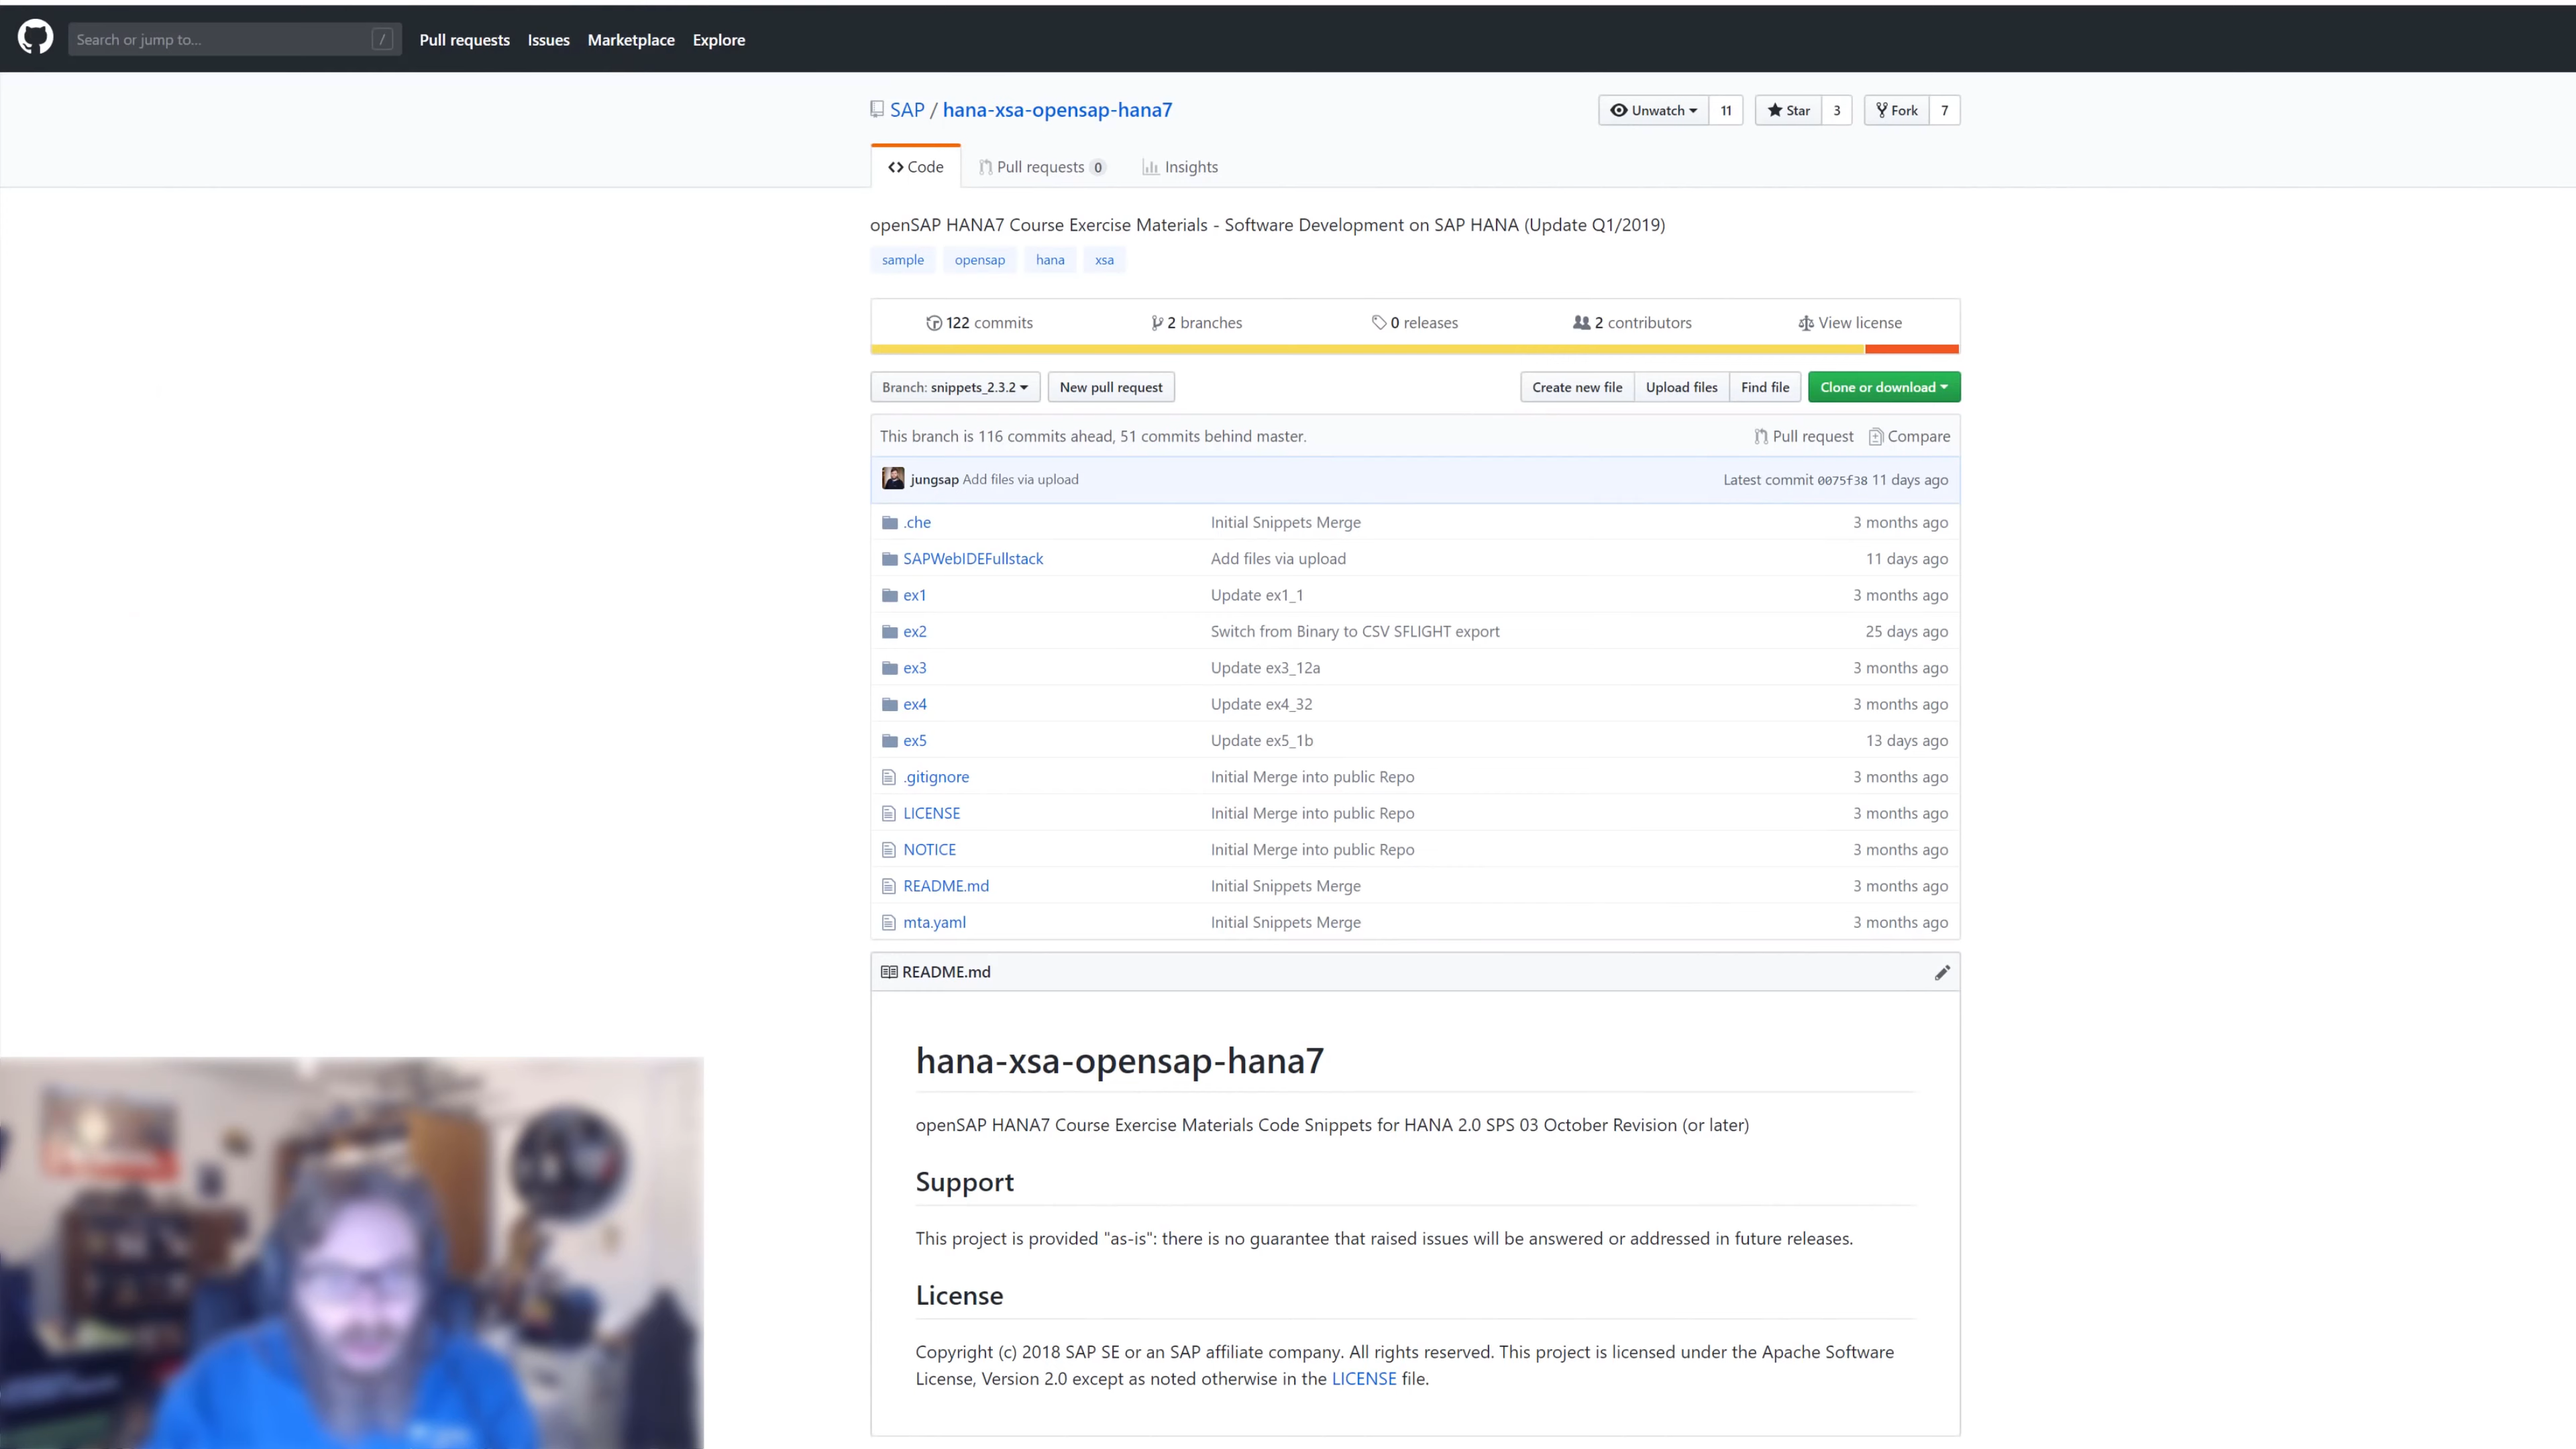 Search or jump to... / Pull requests Issues Marketplace Explore
SAP / hana-xsa-opensap-hana7 Unwatch 11 Star 3 Fork 7
Code Pull requests 0 Insights
openSAP HANA7 Course Exercise Materials - Software Development on SAP HANA (Update Q1/2019)
sample opensap hana xsa
122 commits 2 branches 0 releases 2 contributors View license
Branch: snippets_2.3.2 New pull request Create new file Upload files Find file Clone or download
This branch is 116 commits ahead, 51 commits behind master. Pull request Compare
jungsap Add files via upload Latest commit 0075f38 11 days ago
.che Initial Snippets Merge 3 months ago
SAPWebIDEFullstack Add files via upload 11 days ago
ex1 Update ex1_1 3 months ago
ex2 Switch from Binary to CSV SFLIGHT export 25 days ago
ex3 Update ex3_12a 3 months ago
ex4 Update ex4_32 3 months ago
ex5 Update ex5_1b 13 days ago
.gitignore Initial Merge into public Repo 3 months ago
LICENSE Initial Merge into public Repo 3 months ago
NOTICE Initial Merge into public Repo 3 months ago
README.md Initial Snippets Merge 3 months ago
mta.yaml Initial Snippets Merge 3 months ago
README.md
hana-xsa-opensap-hana7
openSAP HANA7 Course Exercise Materials Code Snippets for HANA 2.0 SPS 03 October Revision (or later)
Support
This project is provided "as-is": there is no guarantee that raised issues will be answered or addressed in future releases.
License
Copyright (c) 2018 SAP SE or an SAP affiliate company. All rights reserved. This project is licensed under the Apache Software
License, Version 2.0 except as noted otherwise in the LICENSE file.